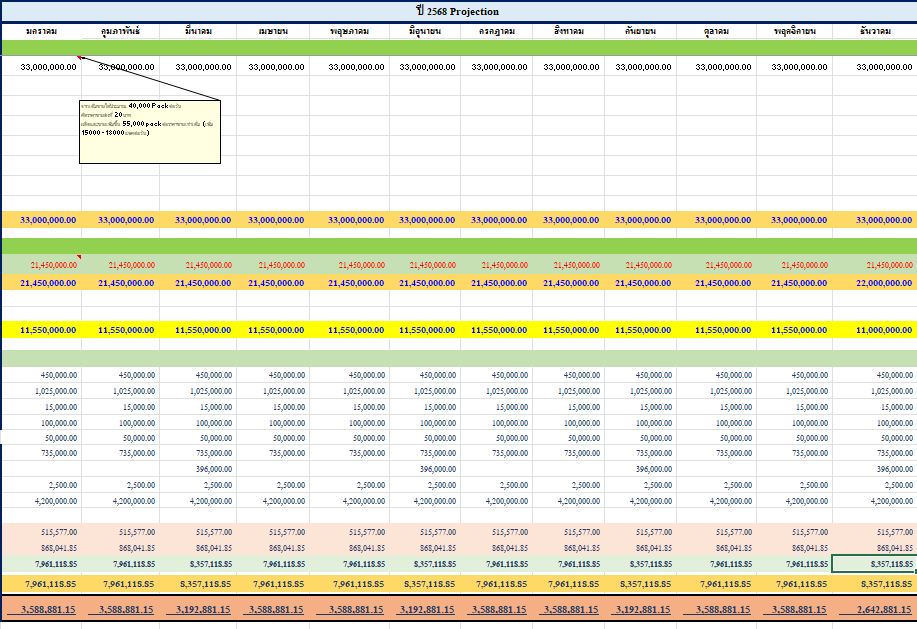 ปี 2568 Projection
มกราคม กุมภาพันธ์ มีนาคม เมษายน พฤษภาคม มิถุนายน กรกฎาคม สิงหาคม กันยายน ตุลาคม พฤศจิกายน ธันวาคม
33,000,000.00 33,000,000.00 33,000,000.00 33,000,000.00 33,000,000.00 33,000,000.00 33,000,000.00 33,000,000.00 33,000,000.00 33,000,000.00 33,000,000.00 33,000,000.00
40,000 Pack
20 บาท
55,000 pack
15000 - 18000
33,000,000.00 33,000,000.00 33,000,000.00 33,000,000.00 33,000,000.00 33,000,000.00 33,000,000.00 33,000,000.00 33,000,000.00 33,000,000.00 33,000,000.00 33,000,000.00
21,450,000.00 21,450,000.00 21,450,000.00 21,450,000.00 21,450,000.00 21,450,000.00 21,450,000.00 21,450,000.00 21,450,000.00 21,450,000.00 21,450,000.00 21,450,000.00
21,450,000.00 21,450,000.00 21,450,000.00 21,450,000.00 21,450,000.00 21,450,000.00 21,450,000.00 21,450,000.00 21,450,000.00 21,450,000.00 21,450,000.00 22,000,000.00
11,550,000.00 11,550,000.00 11,550,000.00 11,550,000.00 11,550,000.00 11,550,000.00 11,550,000.00 11,550,000.00 11,550,000.00 11,550,000.00 11,550,000.00 11,000,000.00
450,000.00 450,000.00 450,000.00 450,000.00 450,000.00 450,000.00 450,000.00 450,000.00 450,000.00 450,000.00 450,000.00 450,000.00
1,025,000.00 1,025,000.00 1,025,000.00 1,025,000.00 1,025,000.00 1,025,000.00 1,025,000.00 1,025,000.00 1,025,000.00 1,025,000.00 1,025,000.00 1,025,000.00
15,000.00 15,000.00 15,000.00 15,000.00 15,000.00 15,000.00 15,000.00 15,000.00 15,000.00 15,000.00 15,000.00 15,000.00
100,000.00 100,000.00 100,000.00 100,000.00 100,000.00 100,000.00 100,000.00 100,000.00 100,000.00 100,000.00 100,000.00 100,000.00
50,000.00 50,000.00 50,000.00 50,000.00 50,000.00 50,000.00 50,000.00 50,000.00 50,000.00 50,000.00 50,000.00 50,000.00
735,000.00 735,000.00 735,000.00 735,000.00 735,000.00 735,000.00 735,000.00 735,000.00 735,000.00 735,000.00 735,000.00 735,000.00
396,000.00 396,000.00 396,000.00 396,000.00
2,500.00 2,500.00 2,500.00 2,500.00 2,500.00 2,500.00 2,500.00 2,500.00 2,500.00 2,500.00 2,500.00 2,500.00
4,200,000.00 4,200,000.00 4,200,000.00 4,200,000.00 4,200,000.00 4,200,000.00 4,200,000.00 4,200,000.00 4,200,000.00 4,200,000.00 4,200,000.00 4,200,000.00
515,577.00 515,577.00 515,577.00 515,577.00 515,577.00 515,577.00 515,577.00 515,577.00 515,577.00 515,577.00 515,577.00 515,577.00
868,041.85 868,041.85 868,041.85 868,041.85 868,041.85 868,041.85 868,041.85 868,041.85 868,041.85 868,041.85 868,041.85 868,041.85
7,961,118.85 7,961,118.85 8,357,118.85 7,961,118.85 7,961,118.85 8,357,118.85 7,961,118.85 7,961,118.85 8,357,118.85 7,961,118.85 7,961,118.85 8,357,118.85
7,961,118.85 7,961,118.85 8,357,118.85 7,961,118.85 7,961,118.85 8,357,118.85 7,961,118.85 7,961,118.85 8,357,118.85 7,961,118.85 7,961,118.85 8,357,118.85
3,588,881.15 3,588,881.15 3,192,881.15 3,588,881.15 3,588,881.15 3,192,881.15 3,588,881.15 3,588,881.15 3,192,881.15 3,588,881.15 3,588,881.15 2,642,881.15